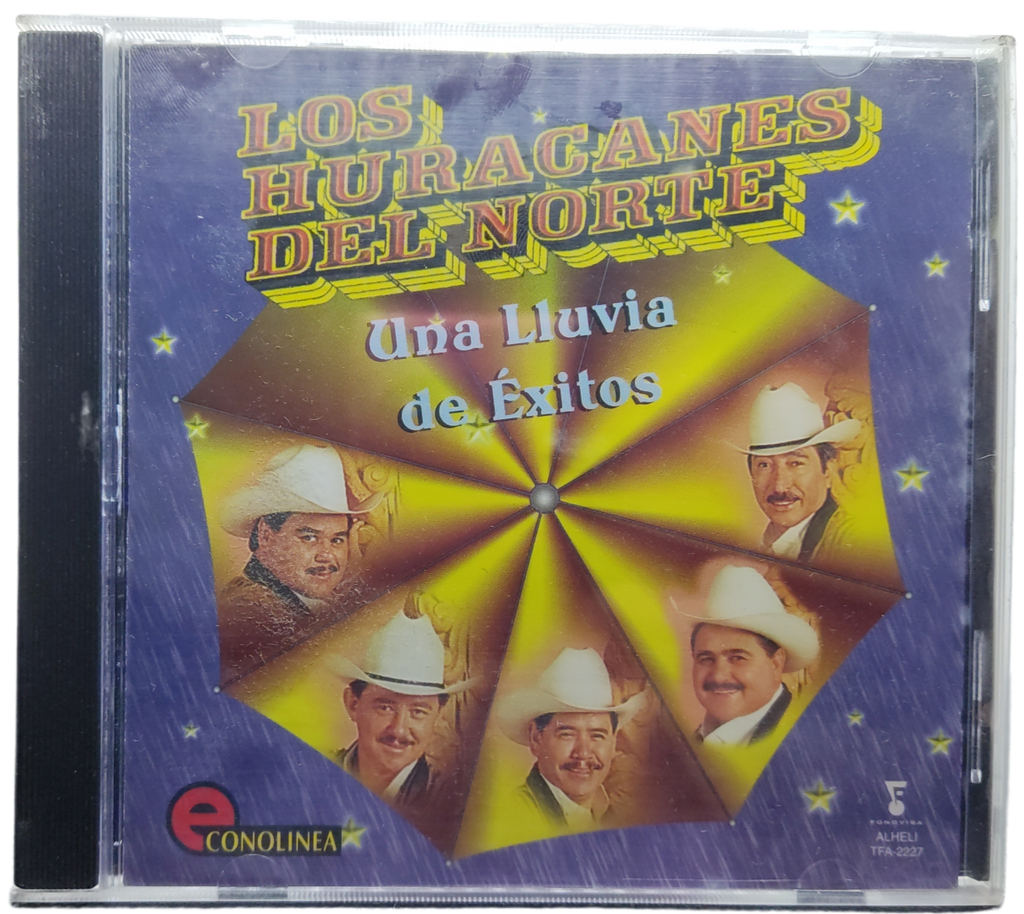 LOS
HURACANES
DEL NORTE
Una Lluvia
de Éxitos
eCONOLINEA
FONOVISA
ALHELI
TFA-2227